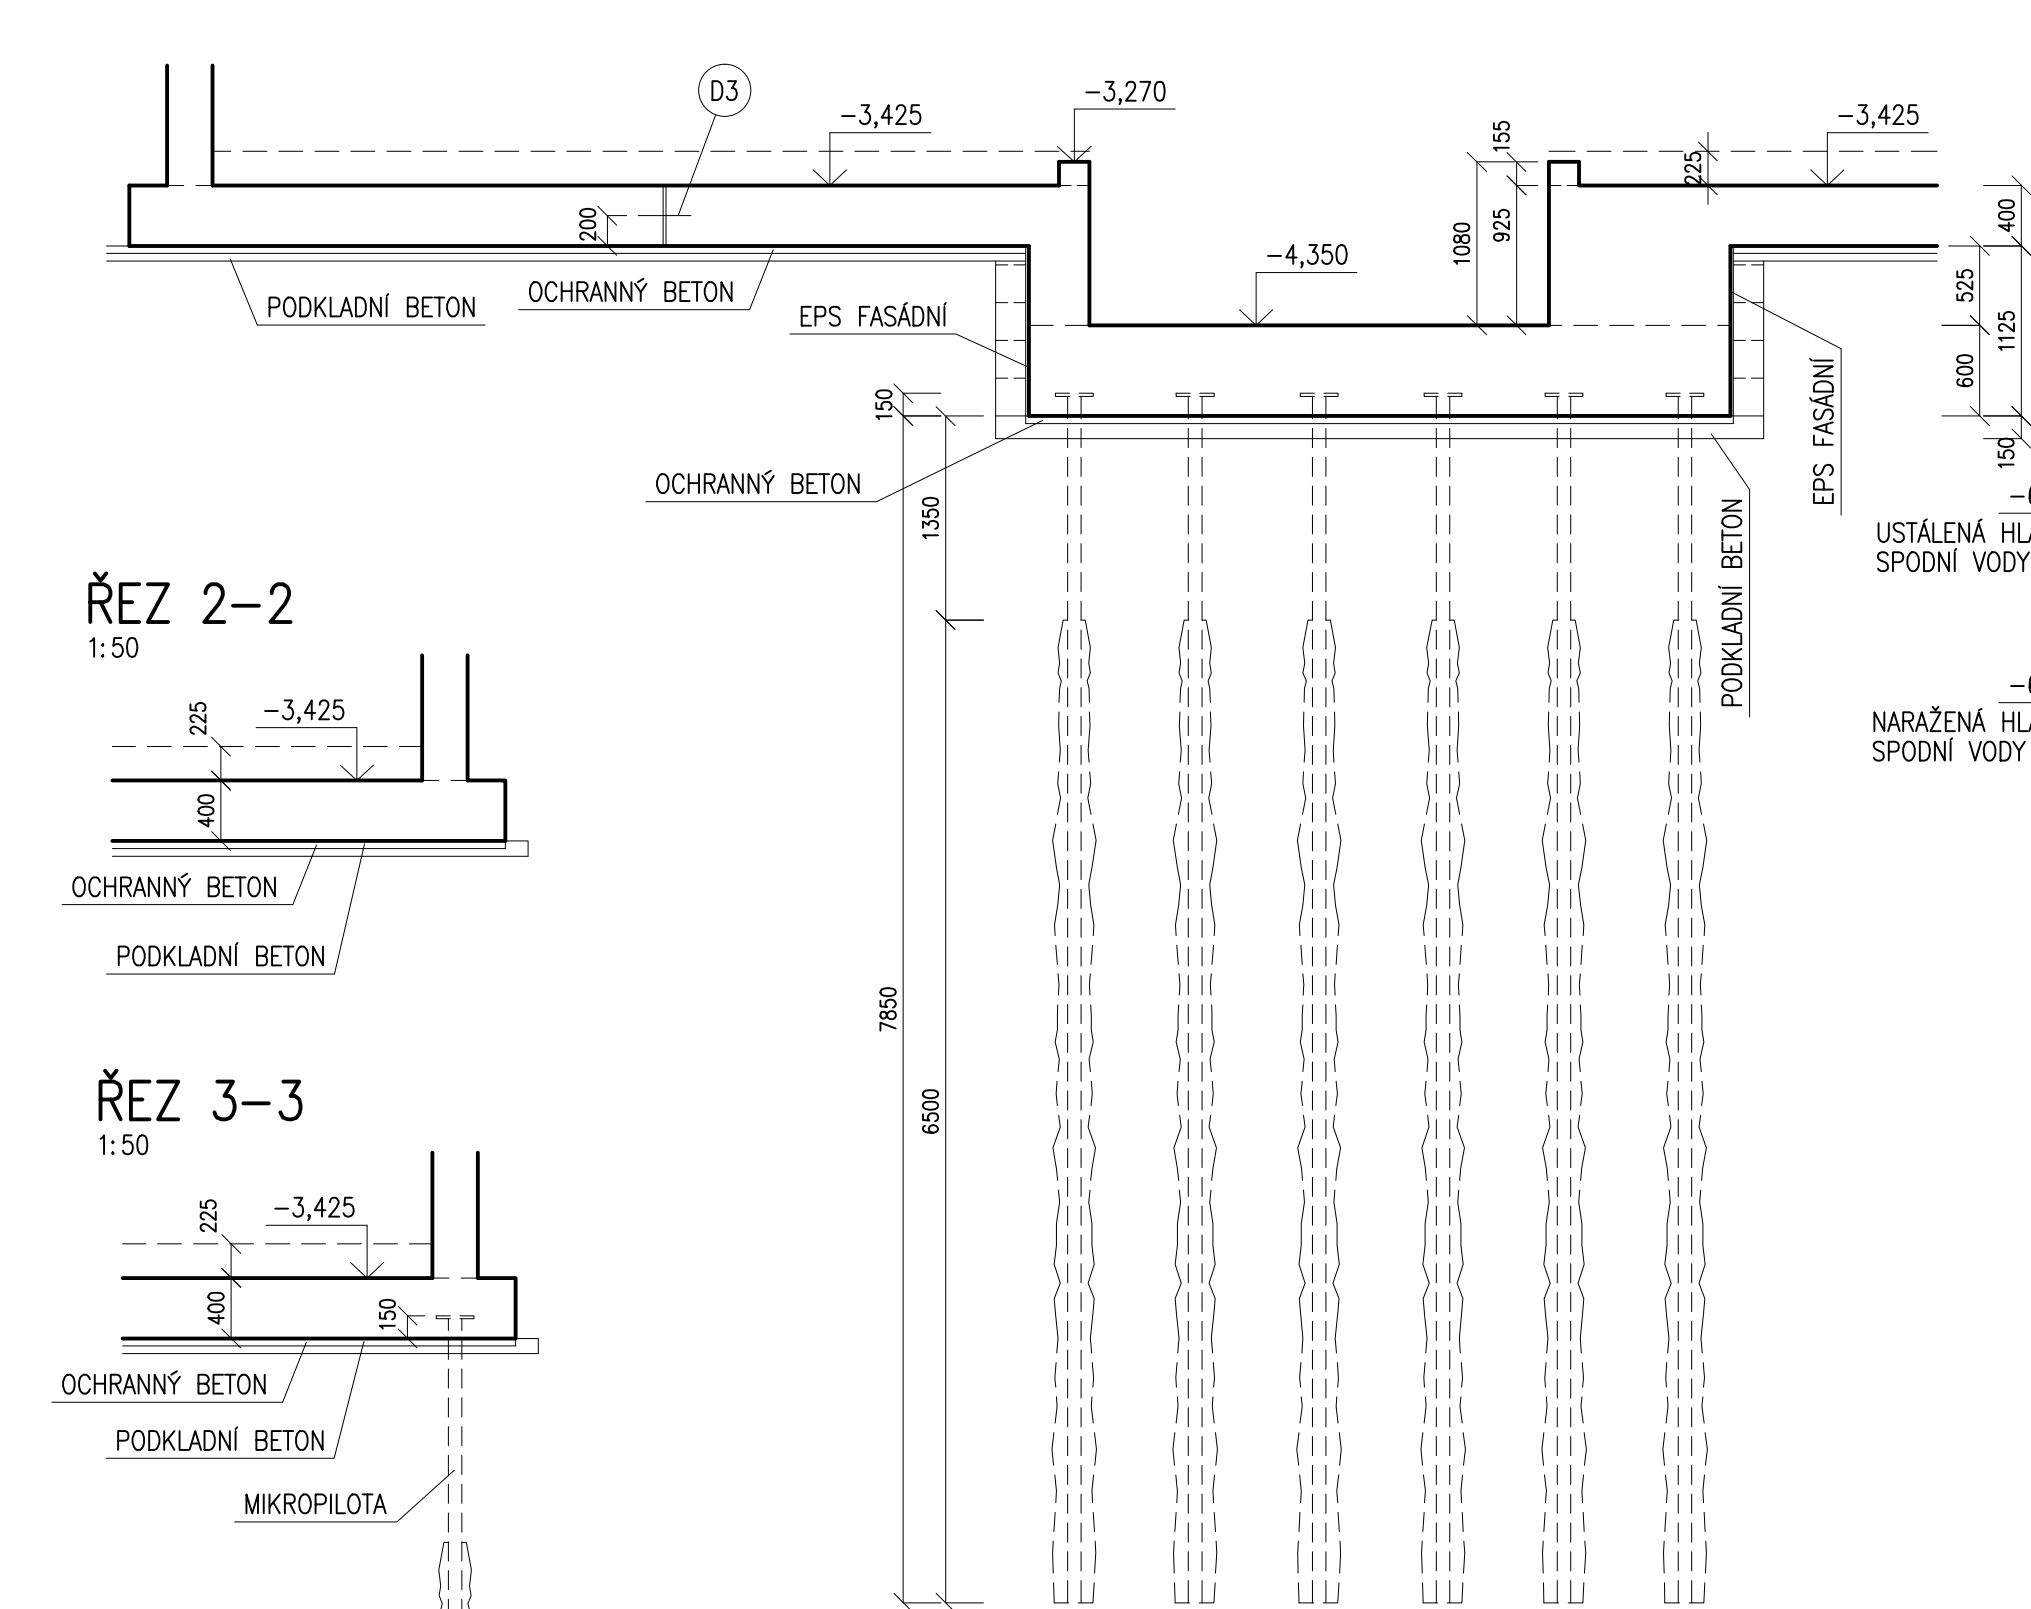 D3
-3,425
-3,270
155
225
-3,425
200
1080
925
400
-4,350
525
1125
600
150
PODKLADNÍ BETON
OCHRANNÝ BETON
EPS FASÁDNÍ
EPS FASÁDNÍ
150
OCHRANNÝ BETON
1350
PODKLADNÍ BETON
USTÁLENÁ
SPODNÍ VODY
NARAŽENÁ
SPODNÍ VODY
7850
6500
ŘEZ 2-2
1:50
225
-3,425
400
OCHRANNÝ BETON
PODKLADNÍ BETON
ŘEZ 3-3
1:50
225
-3,425
400
150
OCHRANNÝ BETON
PODKLADNÍ BETON
MIKROPILOTA